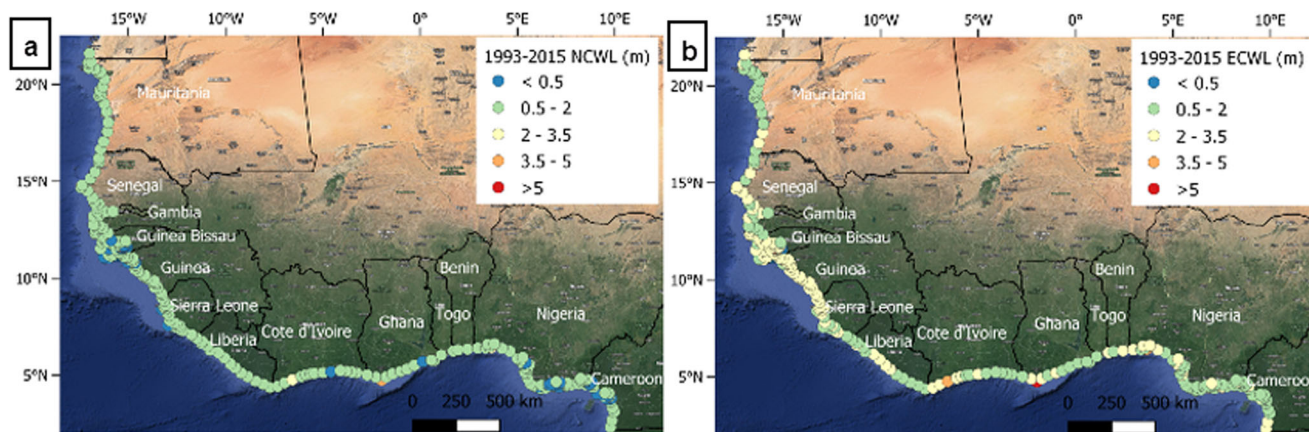 15°W 10°W 5°W 0° 5°E 10°E
a
1993-2015 NCWL (m)
< 0.5
0.5 - 2
2 - 3.5
3.5 - 5
>5
20°N
15°N
10°N
5°N
Mauritania
Senegal
Gambia
Guinea Bissau
Guinea
Sierra Leone
Liberia
Cote d'Ivoire
Ghana
Benin
Togo
Nigeria
Cameroon
0 250 500 km
15°W 10°W 5°W 0° 5°E 10°E
b
1993-2015 ECWL (m)
< 0.5
0.5 - 2
2 - 3.5
3.5 - 5
>5
20°N
15°N
10°N
5°N
Mauritania
Senegal
Gambia
Guinea Bissau
Guinea
Sierra Leone
Liberia
Cote d'Ivoire
Ghana
Benin
Togo
Nigeria
Cameroo
0 250 500 km